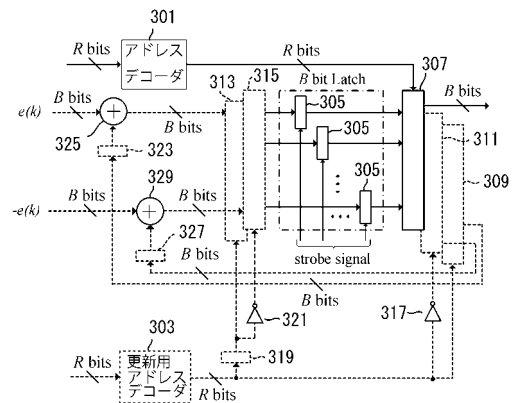 301
R bits
アドレス
デコーダ
R bits
307
313
315
B bit Latch
305
B bits
e(k)
B bits
325
B bits
323
305
311
309
329
-e(k)
B bits
B bits
305
327
B bits
strobe signal
B bits
321
317
303
R bits
更新用
アドレス
デコーダ
319
R bits